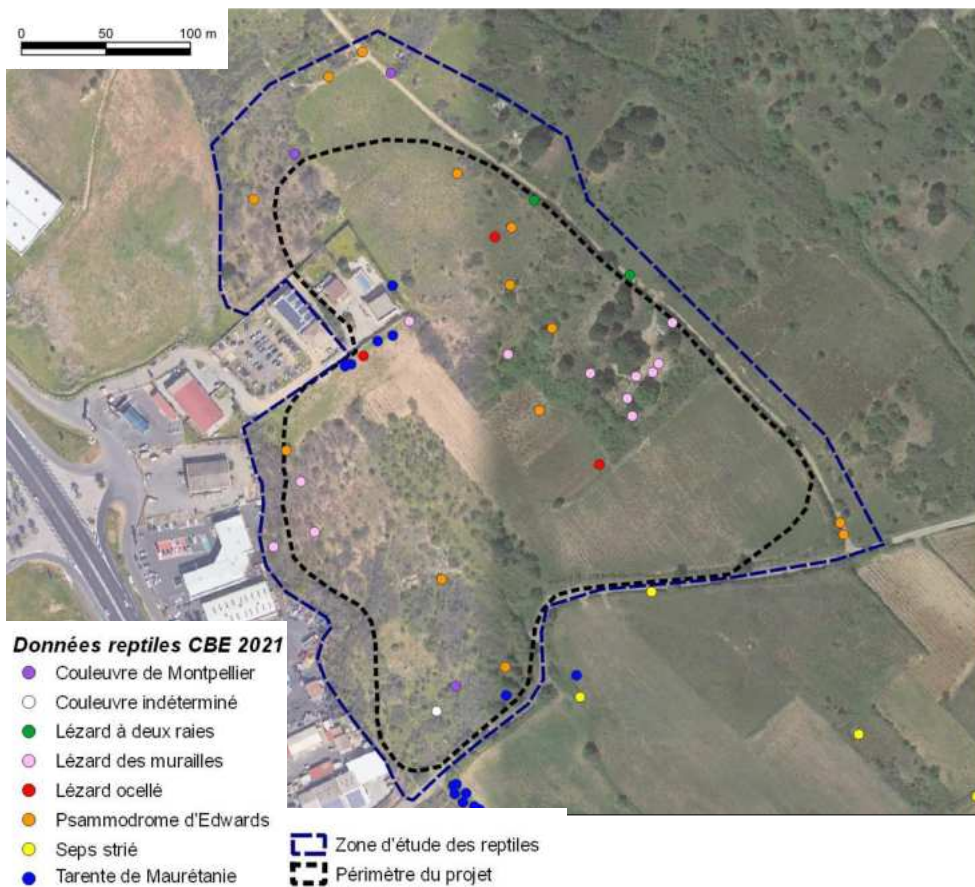 0 50 100 m
Données reptiles CBE 2021
Couleuvre de Montpellier
Couleuvre indéterminé
Lézard à deux raies
Lézard des murailles
Lézard ocellé
Psammodrome d'Edwards
Seps strié
Tarente de Maurétanie
Zone d'étude des reptiles
Périmètre du projet